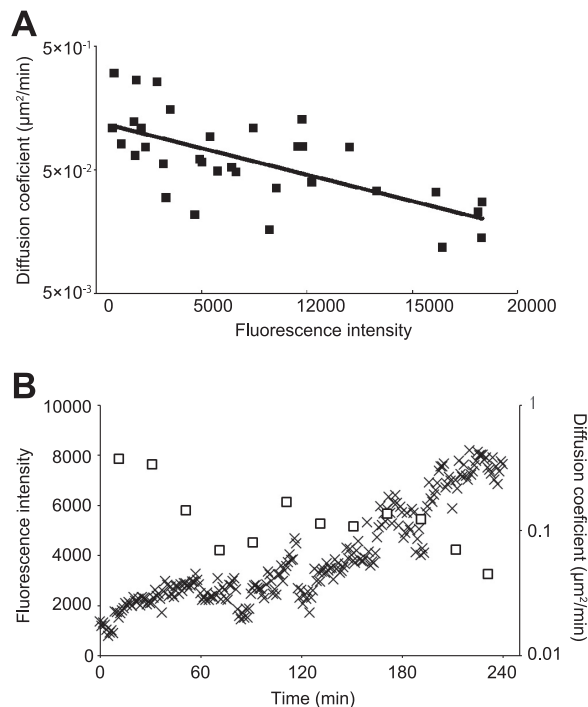 A
Diffusion coeficient (µm²/min)
5×10⁻¹
5×10⁻²
5×10⁻³
0 5000 12000 15000 20000
Fluorescence intensity
B
Fluorescence intensity
10000
8000
6000
4000
2000
0
1
0.1
0.01
Diffusion coeficient (µm²/min)
0 60 120 180 240
Time (min)